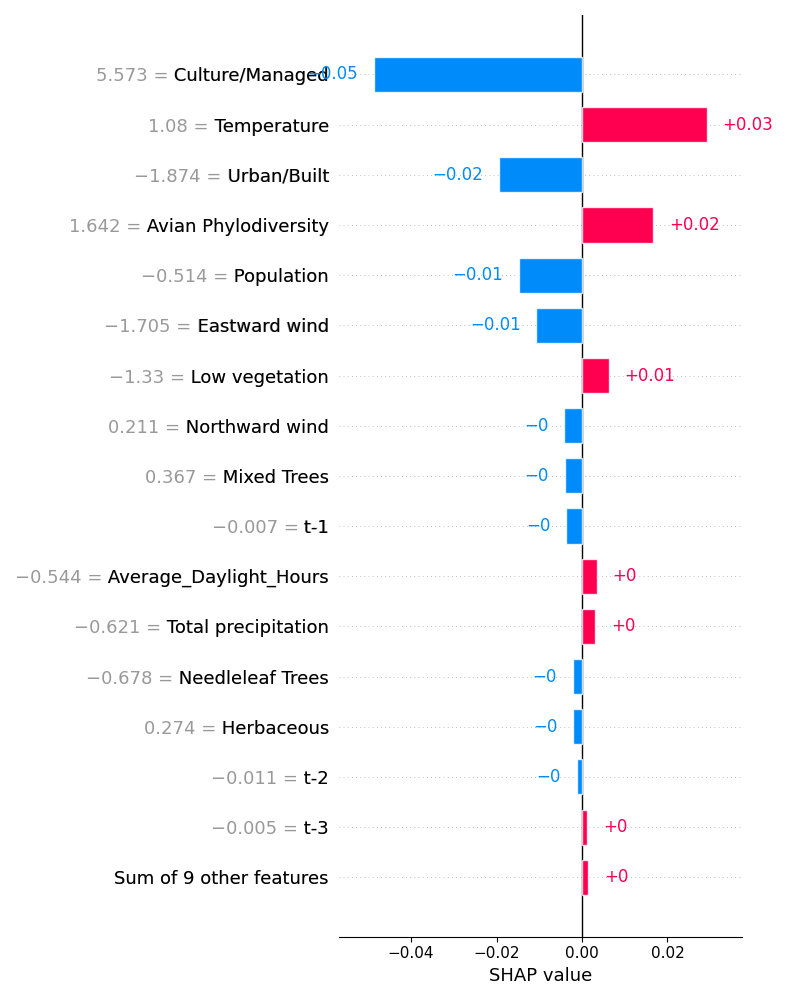 5.573 = Culture/Managed −0.05
1.08 = Temperature +0.03
−1.874 = Urban/Built −0.02
1.642 = Avian Phylodiversity +0.02
−0.514 = Population −0.01
−1.705 = Eastward wind −0.01
−1.33 = Low vegetation +0.01
0.211 = Northward wind −0
0.367 = Mixed Trees −0
−0.007 = t-1 −0
−0.544 = Average_Daylight_Hours +0
−0.621 = Total precipitation +0
−0.678 = Needleleaf Trees −0
0.274 = Herbaceous −0
−0.011 = t-2 −0
−0.005 = t-3 +0
Sum of 9 other features +0
−0.04 −0.02 0.00 0.02
SHAP value